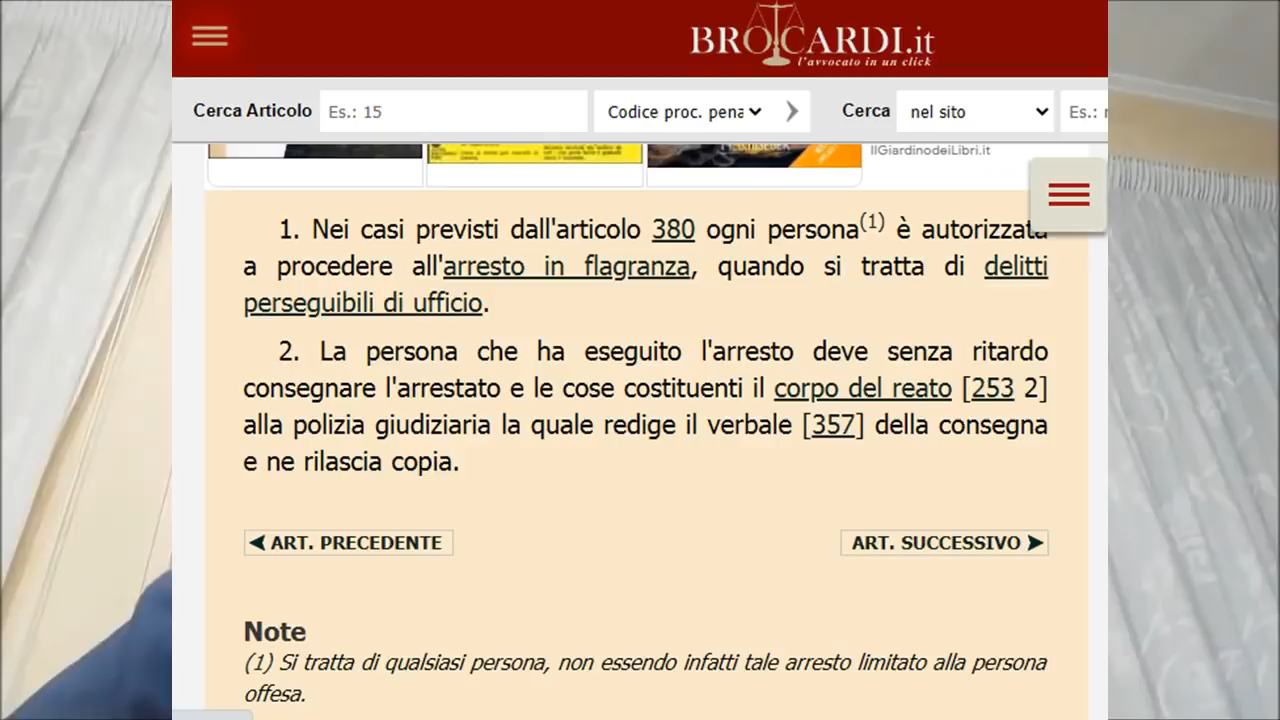 BROCARDI.it
l'avvocato in un click
Cerca Articolo
Es.: 15
Codice proc. pena
Cerca
nel sito
Es.:
IlGiardinodeiLibri.it
1. Nei casi previsti dall'articolo 380 ogni persona(1) è autorizzata
a procedere all'arresto in flagranza, quando si tratta di delitti
perseguibili di ufficio.
2. La persona che ha eseguito l'arresto deve senza ritardo
consegnare l'arrestato e le cose costituenti il corpo del reato [253 2]
alla polizia giudiziaria la quale redige il verbale [357] della consegna
e ne rilascia copia.
ART. PRECEDENTE
ART. SUCCESSIVO
Note
(1) Si tratta di qualsiasi persona, non essendo infatti tale arresto limitato alla persona
offesa.